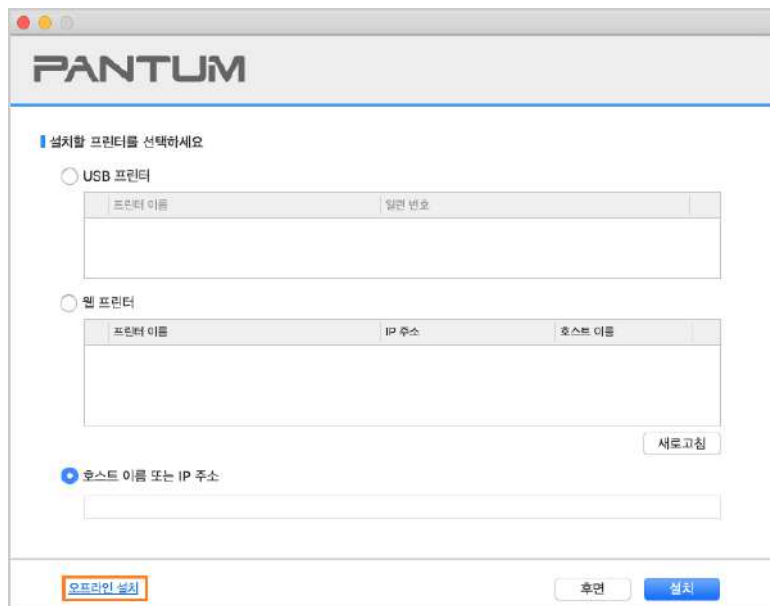 PANTUM
설치할 프린터를 선택하세요
USB 프린터
프린터 이름 일련 번호
웹 프린터
프린터 이름 IP 주소 호스트 이름
새로고침
호스트 이름 또는 IP 주소
오프라인 설치 후면 설치